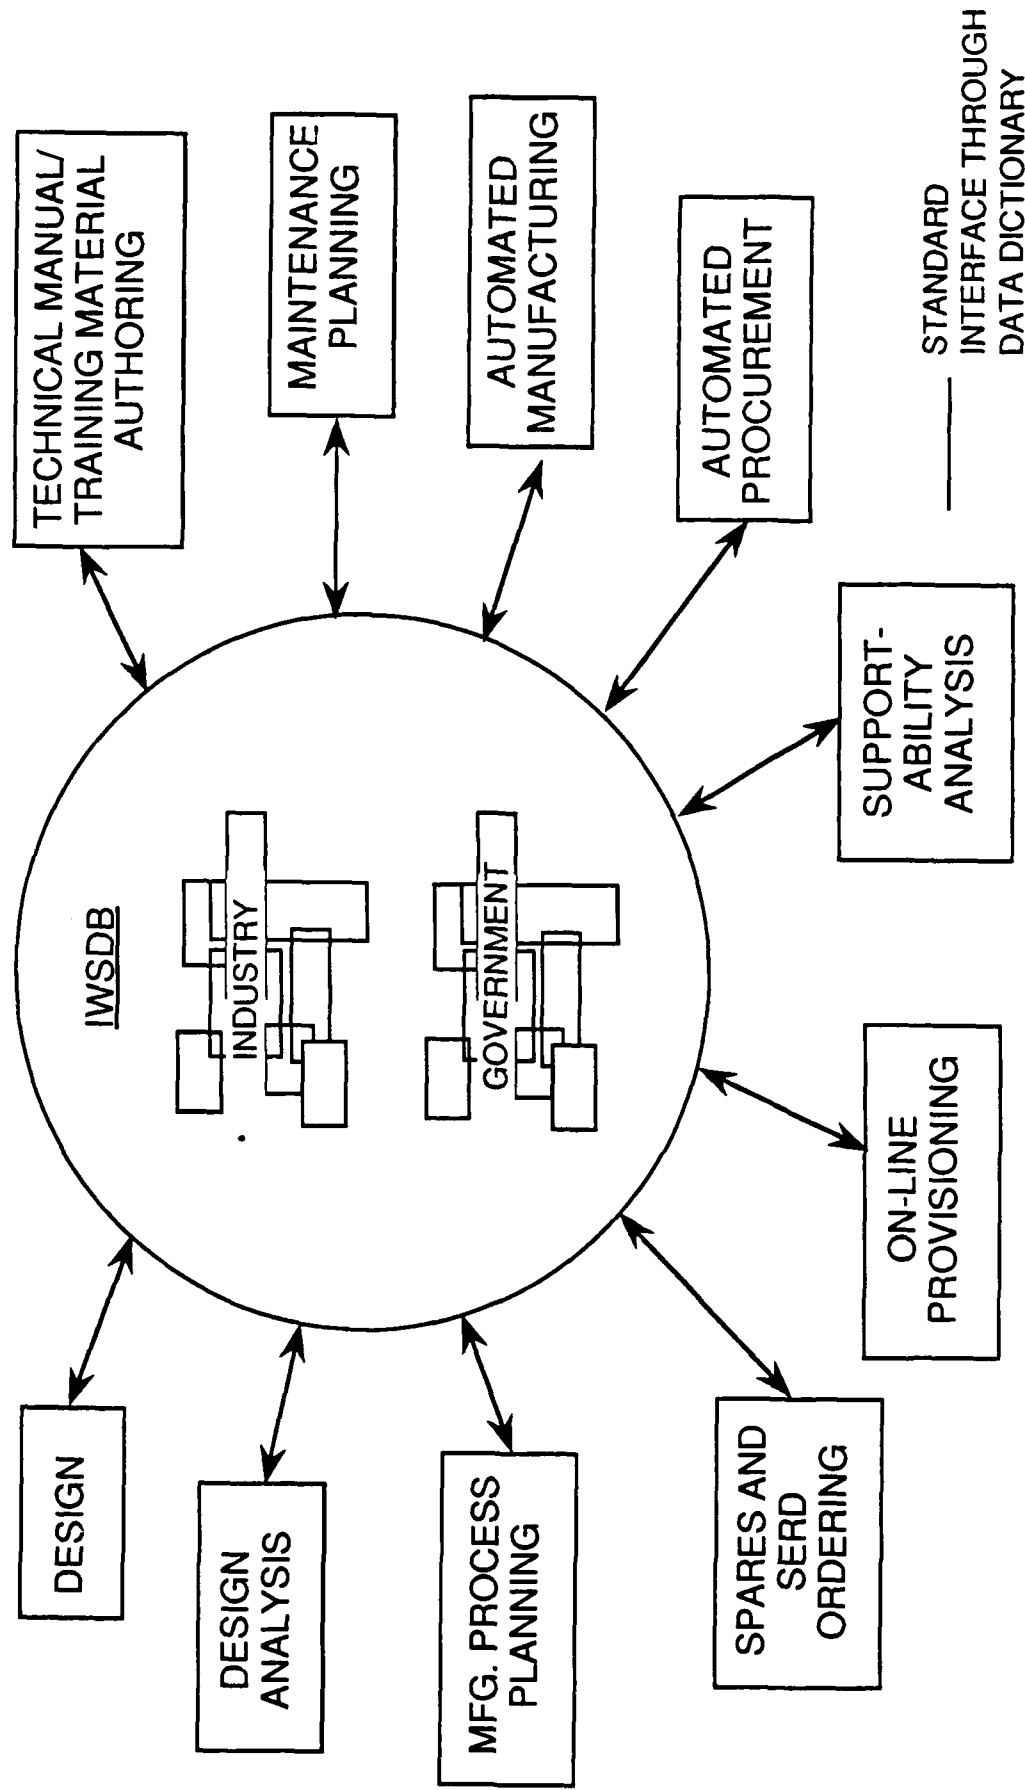 IWSDB
INDUSTRY
GOVERNMENT
DESIGN
DESIGN
ANALYSIS
MFG. PROCESS
PLANNING
SPARES AND
SERD
ORDERING
ON-LINE
PROVISIONING
SUPPORT-
ABILITY
ANALYSIS
AUTOMATED
PROCUREMENT
AUTOMATED
MANUFACTURING
MAINTENANCE
PLANNING
TECHNICAL MANUAL/
TRAINING MATERIAL
AUTHORING
STANDARD
INTERFACE THROUGH
DATA DICTIONARY